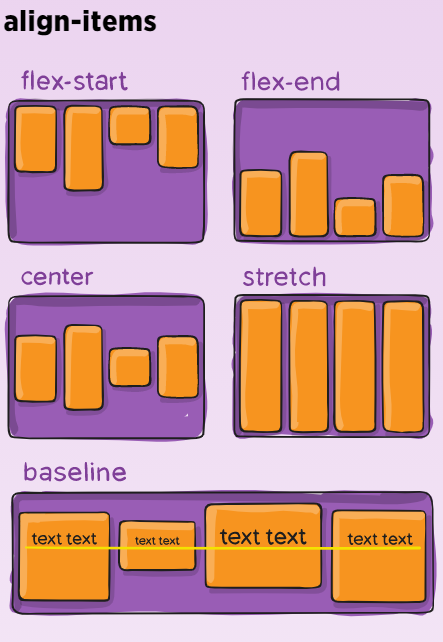 align-items
flex-start
flex-end
center
stretch
baseline
text text
text text
text text
text text